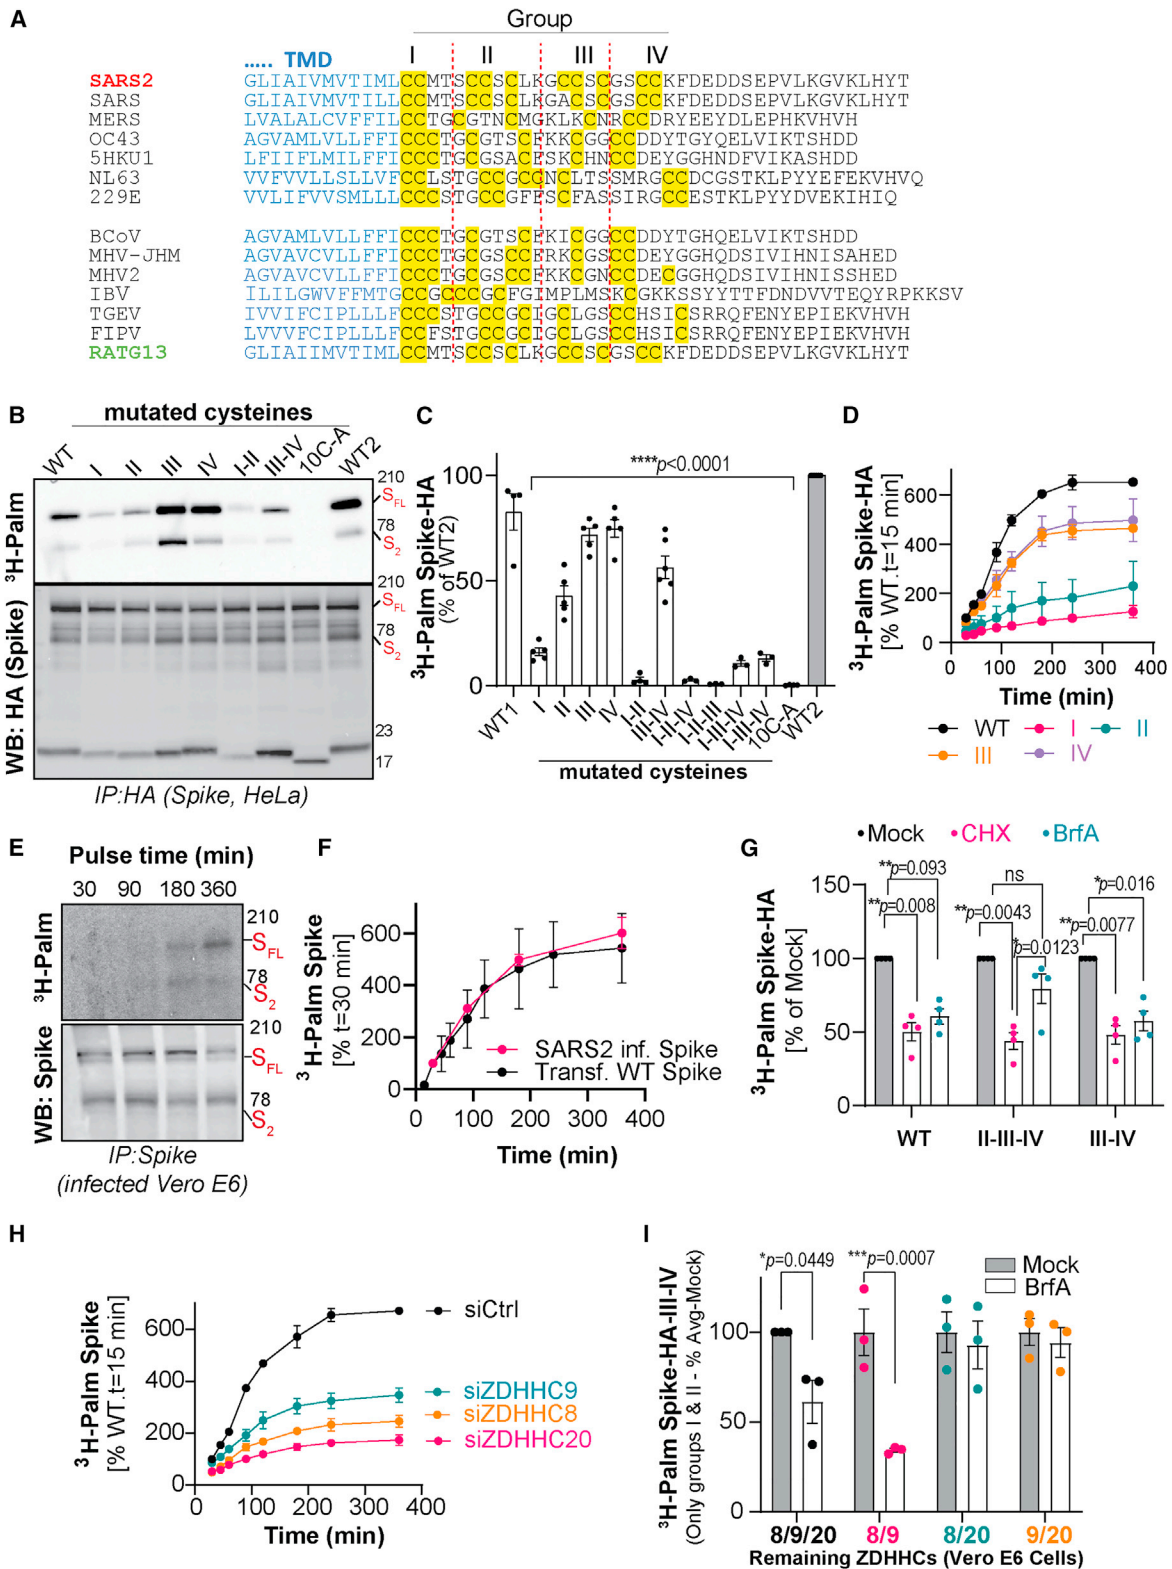 A
Group
..... TMD I II III IV
SARS2 GLIAIVMVTIMLCCMTSCCSCLKGCCSCGSCCKFDEDDSEPVLKGVKLHYT
SARS GLIAIVMVTILLCCMTSCCSCLKGACSCGSCCKFDEDDSEPVLKGVKLHYT
MERS LVALALCVFFILCCTGCGTNCMGKLKCNRCCDRYEEYDLEPHKVHVH
OC43 AGVAMLVLLFFICCCTGCGTSCFKKCGGCCDDYTGYQELVIKTSHDD
5HKU1 LFIIFLMILFFICCCTGCGSACFSKCHNCCDEYGGHNDFVIKASHDD
NL63 VVFVVLLSLLVFCCLSTGCCGCCNCLTSSMRGCCDCGSTKLPYYEFEKVHVQ
229E VVLIFVVSMLLLCCCSTGCCGFFSCFASSIRGCCESTKLPYYDVEKIHIQ
BCoV AGVAMLVLLFFICCCTGCGTSCFKICGGCCDDYTGHQELVIKTSHDD
MHV-JHM AGVAVCVLLFFICCCTGCGSCCFRKCGNCCDEYGGHQDSIVIHNISAHED
MHV2 AGVAVCVLLFFICCCTGCGSCCFKKCGNCCDECGGHQDSIVIHNISSHED
IBV ILILGWVFFMTGCCGCCCGCFGIMPLMSKCGKKSSYYTTFDNDVVTEQYRPKKSV
TGEV IVVIFCIPLLLFCCCSTGCCGCIGCLGSCCHSICSRRQFENYEPIEKVHVH
FIPV LVVVFCIPLLLFCCFSTGCCGCIGCLGSCCHSICSRRQFENYEPIEKVHVH
RATG13 GLIAIIMVTIMLCCMTSCCSCLKGCCSCGSCCKFDEDDSEPVLKGVKLHYT
B
mutated cysteines
WT I II III IV I-II III-IV 10C-A WT2
³H-Palm
210
S_FL
78
S_2
WB: HA (Spike)
210
S_FL
78
S_2
23
17
IP:HA (Spike, HeLa)
C
****p<0.0001
³H-Palm Spike-HA
(% of WT2)
100
50
0
WT1 I II III IV I-II III-IV I-II-IV I-II-III I-III-IV I-III-IV 10C-A WT2
mutated cysteines
D
³H-Palm Spike-HA
[% WT.t=15 min]
600
400
200
0
0 100 200 300 400
Time (min)
WT I II
III IV
E
Pulse time (min)
30 90 180 360
³H-Palm
210
S_FL
78
S_2
WB: Spike
210
S_FL
78
S_2
IP:Spike
(infected Vero E6)
F
³H-Palm Spike
[% t=30 min]
600
400
200
0
SARS2 inf. Spike
Transf. WT Spike
0 100 200 300 400
Time (min)
G
Mock CHX BrfA
³H-Palm Spike-HA
[% of Mock]
150
100
50
0
**p=0.093
**p=0.008
ns
**p=0.0043
*p=0.0123
*p=0.016
**p=0.0077
WT II-III-IV III-IV
H
³H-Palm Spike
[% WT.t=15 min]
600
400
200
0
siCtrl
siZDHHC9
siZDHHC8
siZDHHC20
0 100 200 300 400
Time (min)
I
³H-Palm Spike-HA-III-IV
(Only groups I & II - % Avg-Mock)
*p=0.0449
***p=0.0007
Mock
BrfA
100
50
0
8/9/20 8/9 8/20 9/20
Remaining ZDHHCs (Vero E6 Cells)